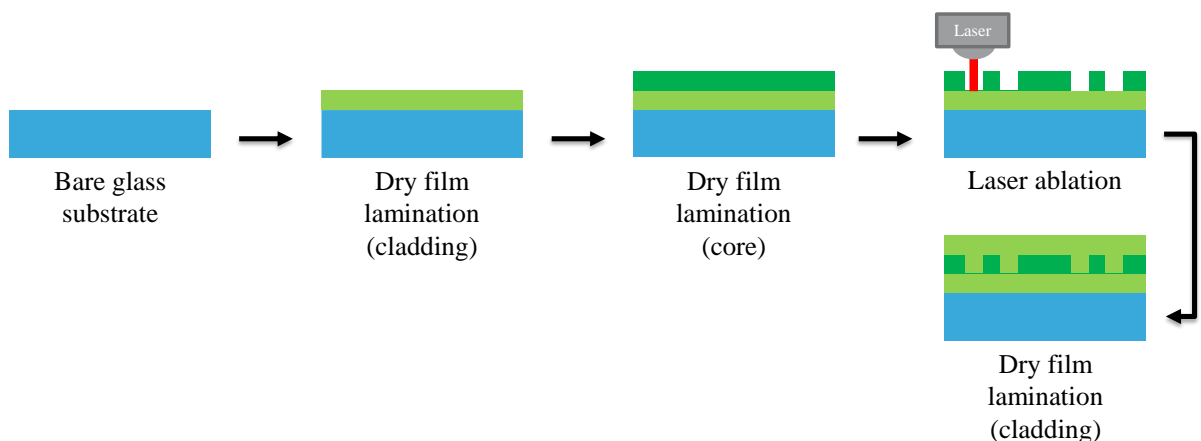 Laser
Bare glass
substrate
Dry film
lamination
(cladding)
Dry film
lamination
(core)
Laser ablation
Dry film
lamination
(cladding)